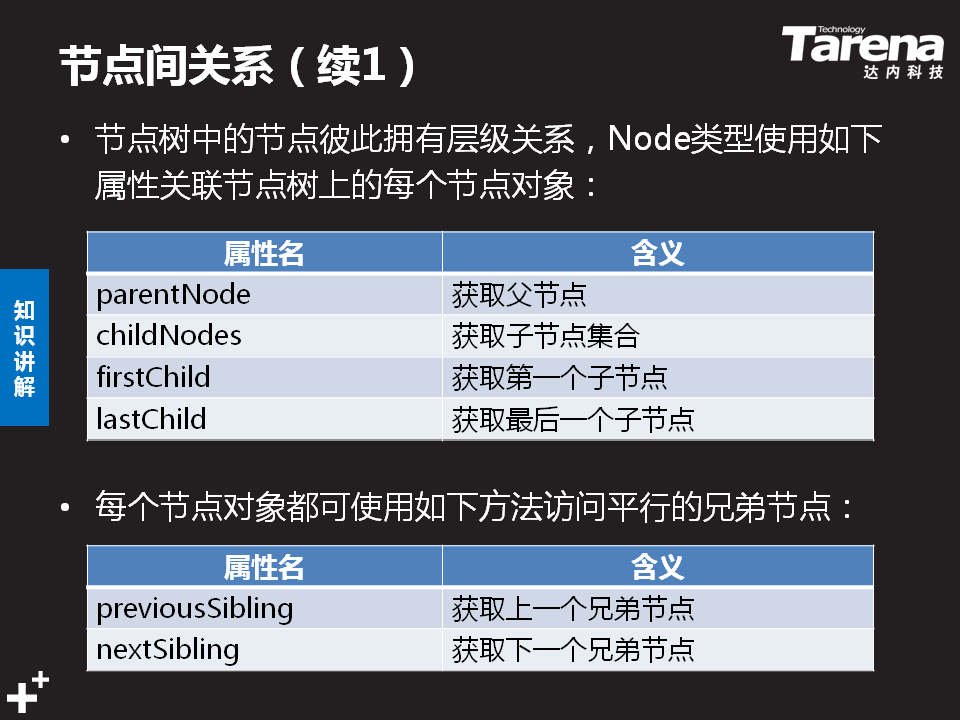 节点间关系（续1）
Technology
Tarena
达内科技
• 节点树中的节点彼此拥有层级关系，Node类型使用如下
属性关联节点树上的每个节点对象：
属性名 含义
parentNode 获取父节点
childNodes 获取子节点集合
firstChild 获取第一个子节点
lastChild 获取最后一个子节点
知
识
讲
解
• 每个节点对象都可使用如下方法访问平行的兄弟节点：
属性名 含义
previousSibling 获取上一个兄弟节点
nextSibling 获取下一个兄弟节点